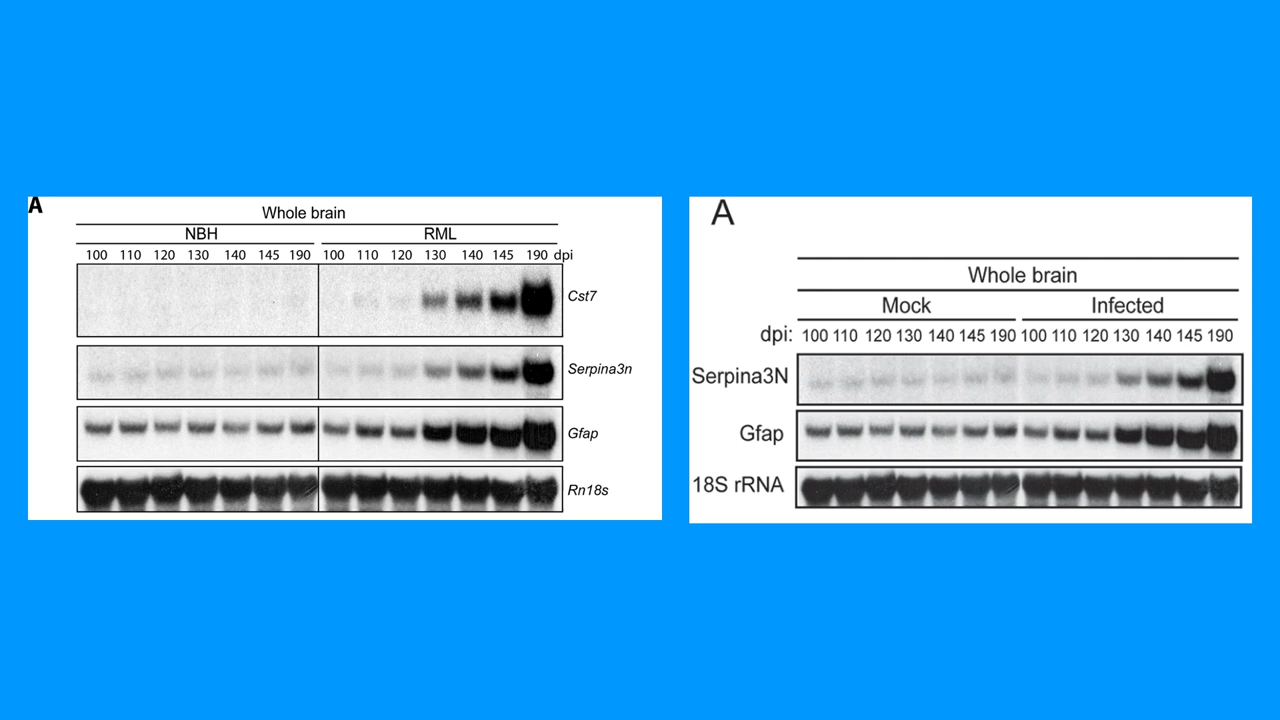 A
Whole brain
NBH RML
100 110 120 130 140 145 190 100 110 120 130 140 145 190 dpi
Cst7
Serpina3n
Gfap
Rn18s
A
Whole brain
Mock Infected
dpi: 100 110 120 130 140 145 190 100 110 120 130 140 145 190
Serpina3N
Gfap
18S rRNA